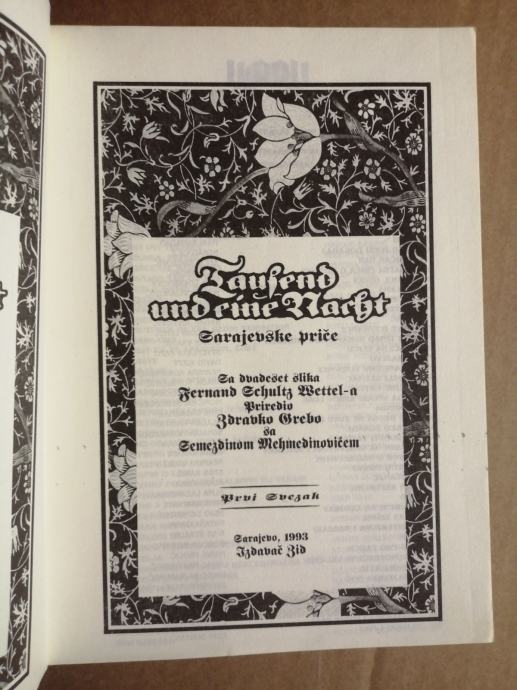 Tausend
und eine Nacht
Sarajevske priče
Sa dvadeset slika
Fernand Schultz Wettel-a
Priredio
Zdravko Grebo
sa
Semezdinom Mehmedinovićem
Prvi Svezak
Sarajevo, 1993
Izdavač Zid